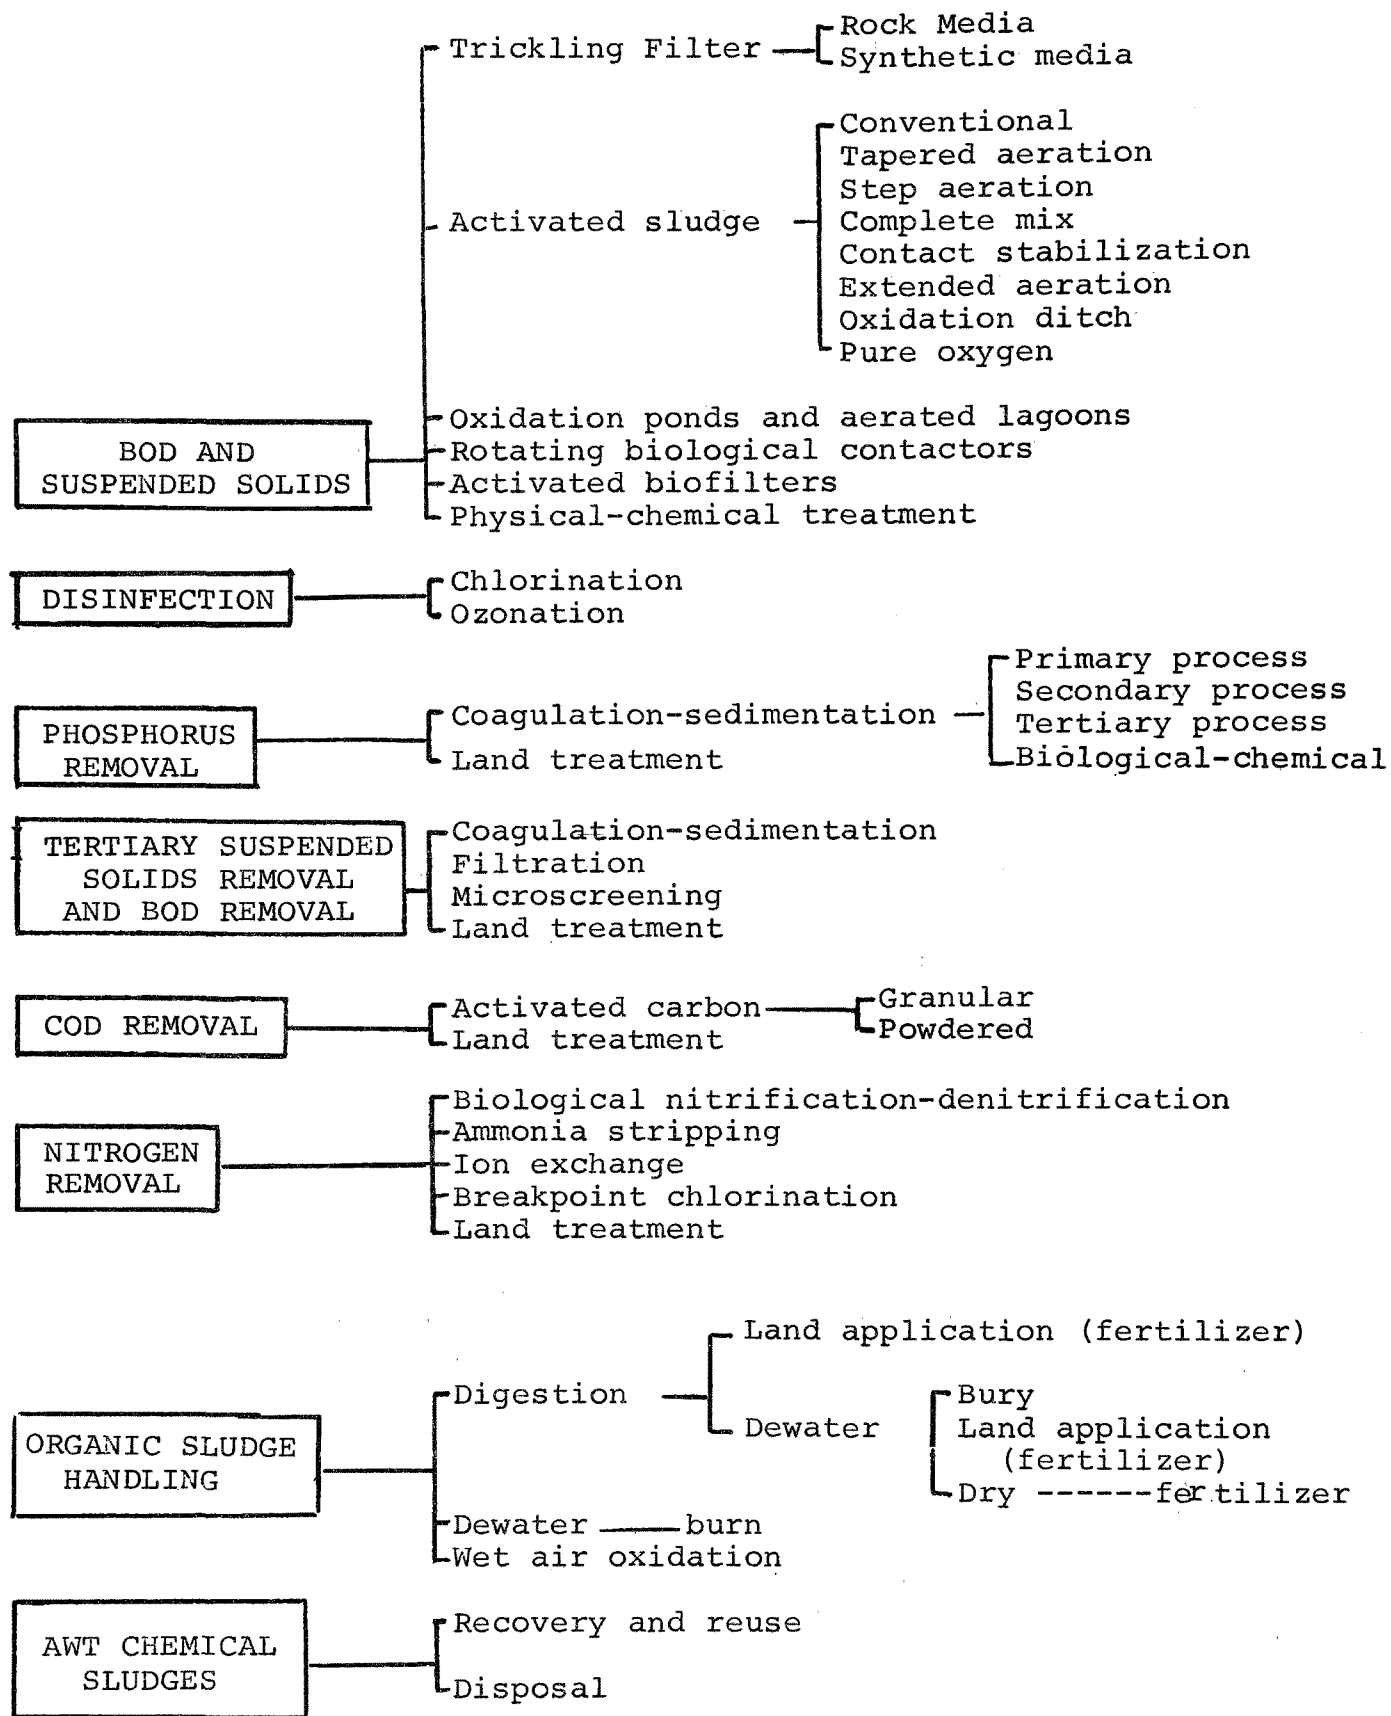 Trickling Filter
Rock Media
Synthetic media
Activated sludge
Conventional
Tapered aeration
Step aeration
Complete mix
Contact stabilization
Extended aeration
Oxidation ditch
Pure oxygen
BOD AND
SUSPENDED SOLIDS
Oxidation ponds and aerated lagoons
Rotating biological contactors
Activated biofilters
Physical-chemical treatment
DISINFECTION
Chlorination
Ozonation
PHOSPHORUS
REMOVAL
Coagulation-sedimentation
Primary process
Secondary process
Tertiary process
Biological-chemical
Land treatment
TERTIARY SUSPENDED
SOLIDS REMOVAL
AND BOD REMOVAL
Coagulation-sedimentation
Filtration
Microscreening
Land treatment
COD REMOVAL
Activated carbon
Granular
Powdered
Land treatment
NITROGEN
REMOVAL
Biological nitrification-denitrification
Ammonia stripping
Ion exchange
Breakpoint chlorination
Land treatment
ORGANIC SLUDGE
HANDLING
Digestion
Land application (fertilizer)
Dewater
Bury
Land application
(fertilizer)
Dry ------fertilizer
Dewater —— burn
Wet air oxidation
AWT CHEMICAL
SLUDGES
Recovery and reuse
Disposal